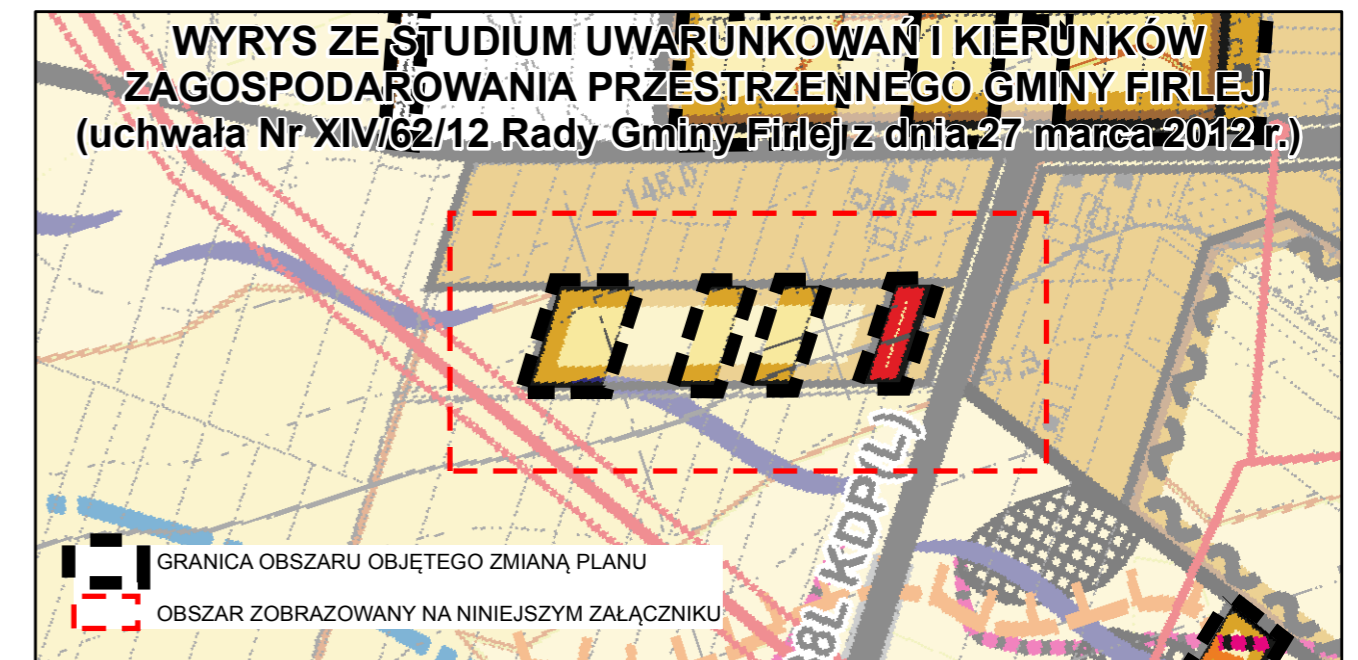 WYRYS ZE STUDIUM UWARUNKOWAŃ I KIERUNKÓW
ZAGOSPODAROWANIA PRZESTRZENNEGO GMINY FIRLEJ
(uchwała Nr XIV/62/12 Rady Gminy Firlej z dnia 27 marca 2012 r.)
148,0
8L KDP(L)
GRANICA OBSZARU OBJĘTEGO ZMIANĄ PLANU
OBSZAR ZOBRAZOWANY NA NINIEJSZYM ZAŁĄCZNIKU